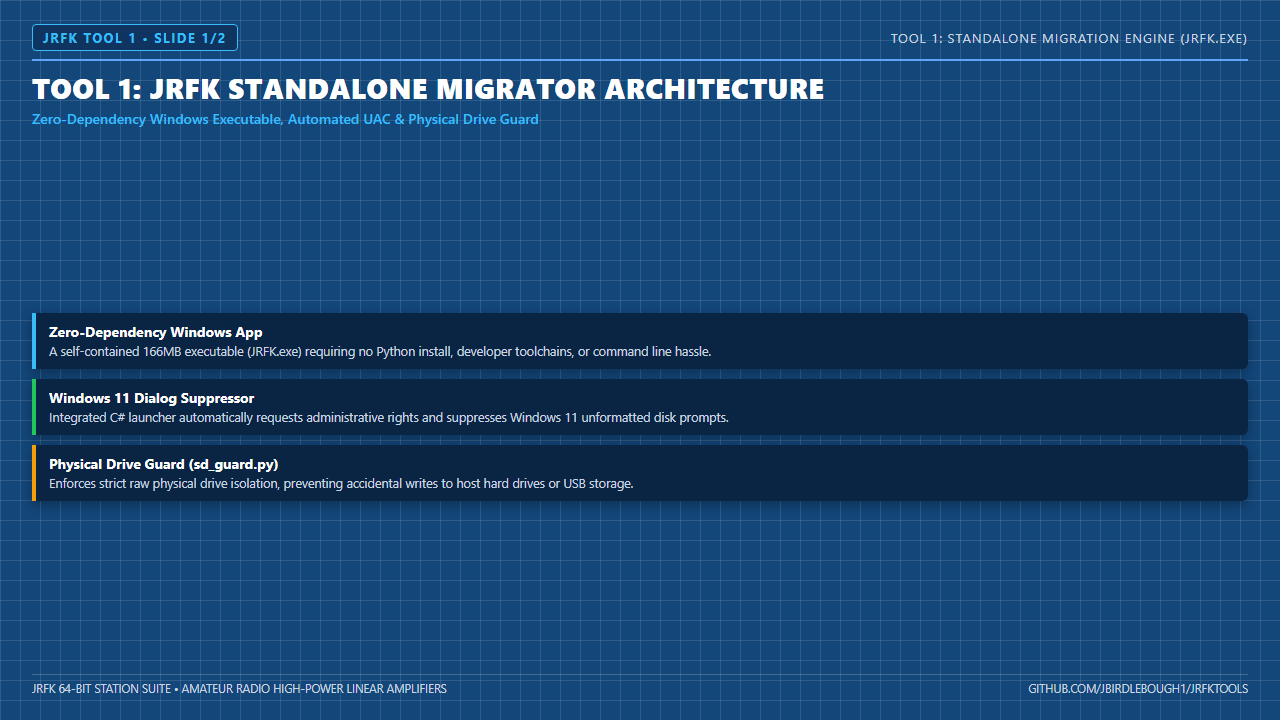 JRFK TOOL 1 • SLIDE 1/2
TOOL 1: STANDALONE MIGRATION ENGINE (JRFK.EXE)
TOOL 1: JRFK STANDALONE MIGRATOR ARCHITECTURE
Zero-Dependency Windows Executable, Automated UAC & Physical Drive Guard
Zero-Dependency Windows App
A self-contained 166MB executable (JRFK.exe) requiring no Python install, developer toolchains, or command line hassle.
Windows 11 Dialog Suppressor
Integrated C# launcher automatically requests administrative rights and suppresses Windows 11 unformatted disk prompts.
Physical Drive Guard (sd_guard.py)
Enforces strict raw physical drive isolation, preventing accidental writes to host hard drives or USB storage.
JRFK 64-BIT STATION SUITE • AMATEUR RADIO HIGH-POWER LINEAR AMPLIFIERS
GITHUB.COM/JBIRDLEBOUGH1/JRFKTOOLS